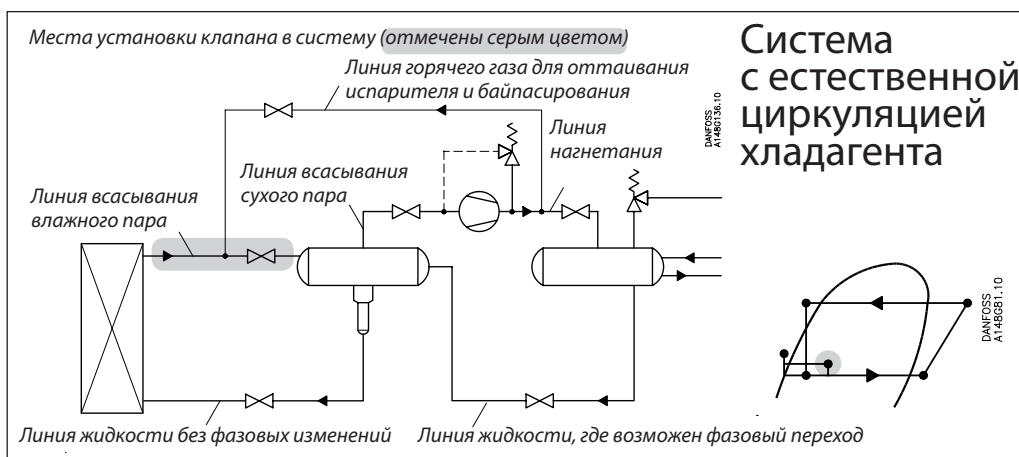 Места установки клапана в систему (отмечены серым цветом)
Система
с естественной
циркуляцией
хладагента
Линия горячего газа для оттаивания
испарителя и байпасирования
DANFOSS
A148G136.10
Линия
нагнетания
Линия всасывания
сухого пара
Линия всасывания
влажного пара
DANFOSS
A148G81.10
Линия жидкости без фазовых изменений
Линия жидкости, где возможен фазовый переход